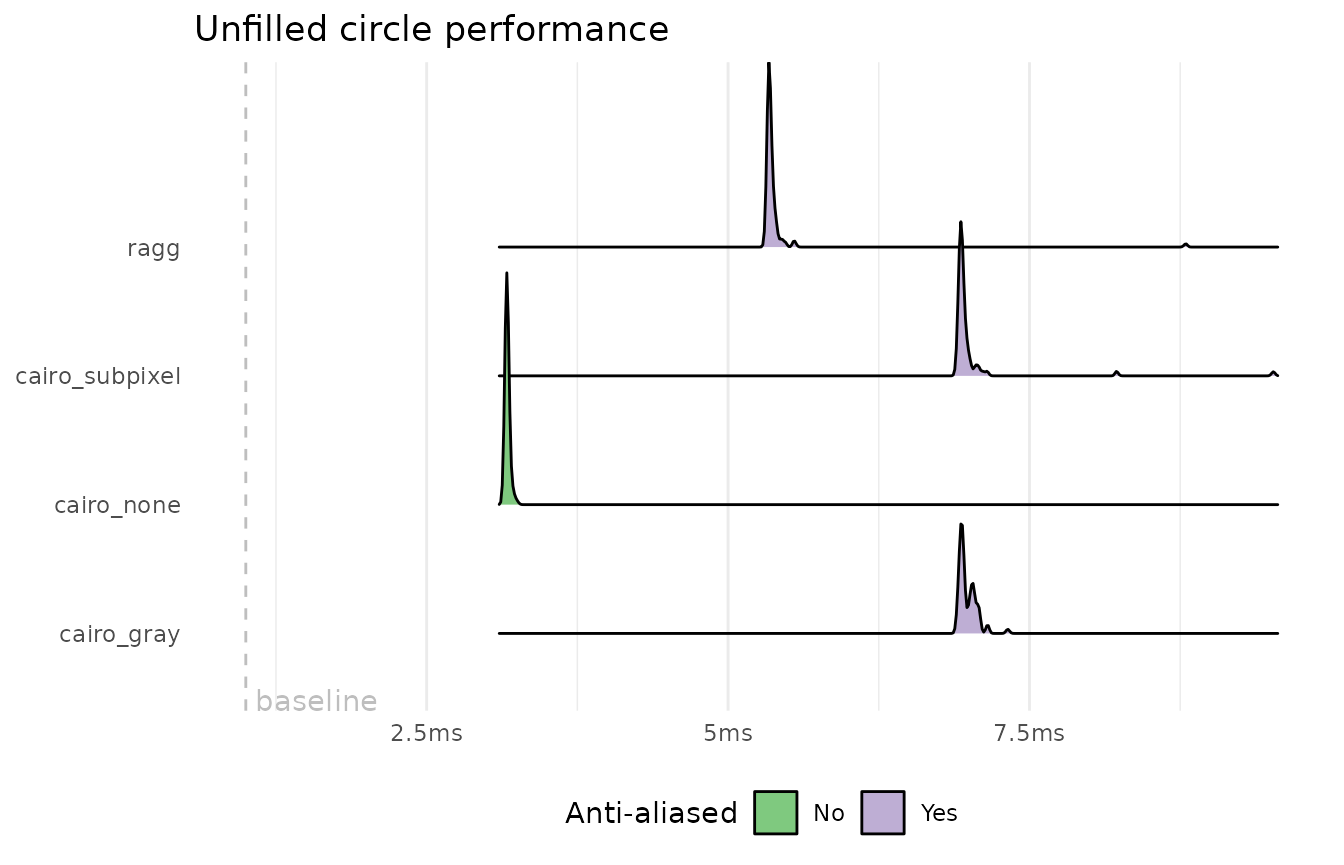 Unfilled circle performance
ragg
cairo_subpixel
cairo_none
cairo_gray
baseline
2.5ms 5ms 7.5ms
Anti-aliased No Yes